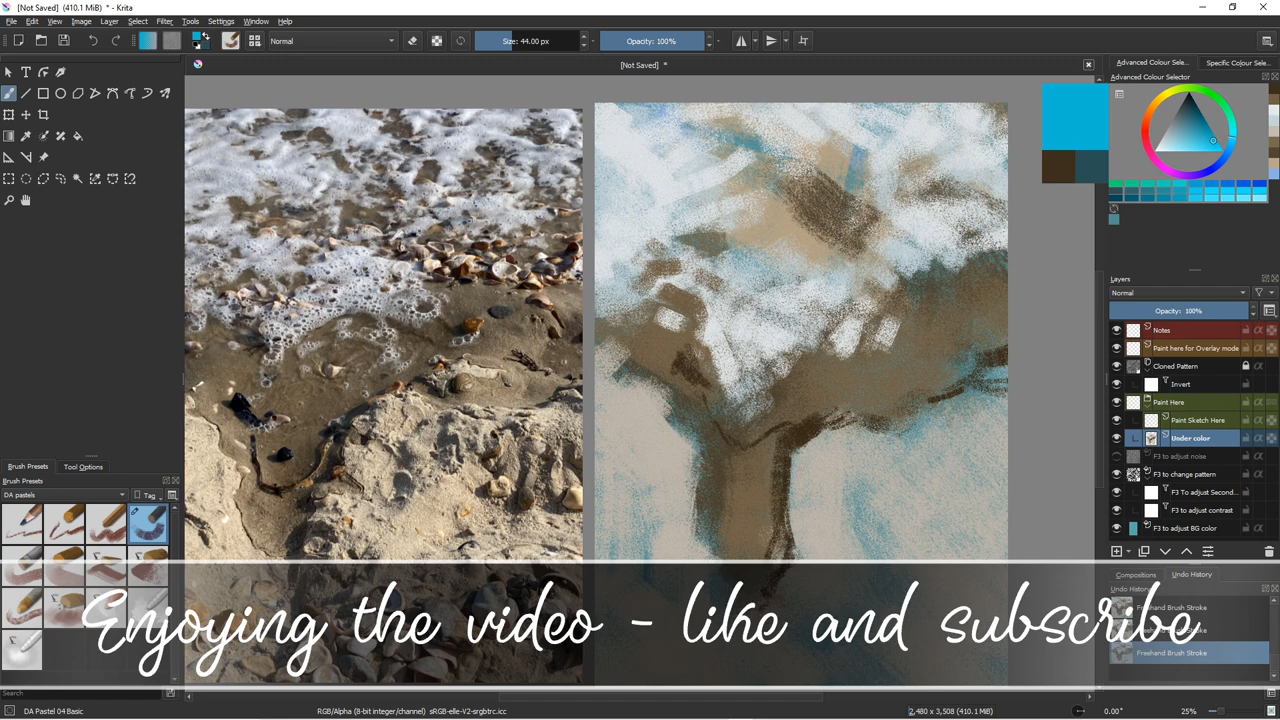 [Not Saved] (410.1 MiB) * - Krita
File Edit View Image Layer Select Filter Tools Settings Window Help
Normal
Size: 44.00 px
Opacity: 100%
[Not Saved] *
Advanced Colour Sele... Specific Colour Sele...
Advanced Colour Selector
Layers
Normal
Opacity: 100%
Notes
Paint here for Overlay mode
Cloned Pattern
Invert
Paint Here
Paint Sketch Here
Under color
F3 to adjust noise
F3 to change pattern
F3 To adjust Second...
F3 to adjust contrast
F3 to adjust BG color
Brush Presets Tool Options
Brush Presets
DA pastels
Tag
Compositions Undo History
Undo History
Freehand Brush Stroke
Freehand Brush Stroke
Enjoying the video - like and subscribe
Search
DA Pastel 04 Basic
RGB/Alpha (8-bit integer/channel) sRGB-elle-V2-srgbtrc.icc
2,480 x 3,508 (410.1 MiB)
0.00°
25%